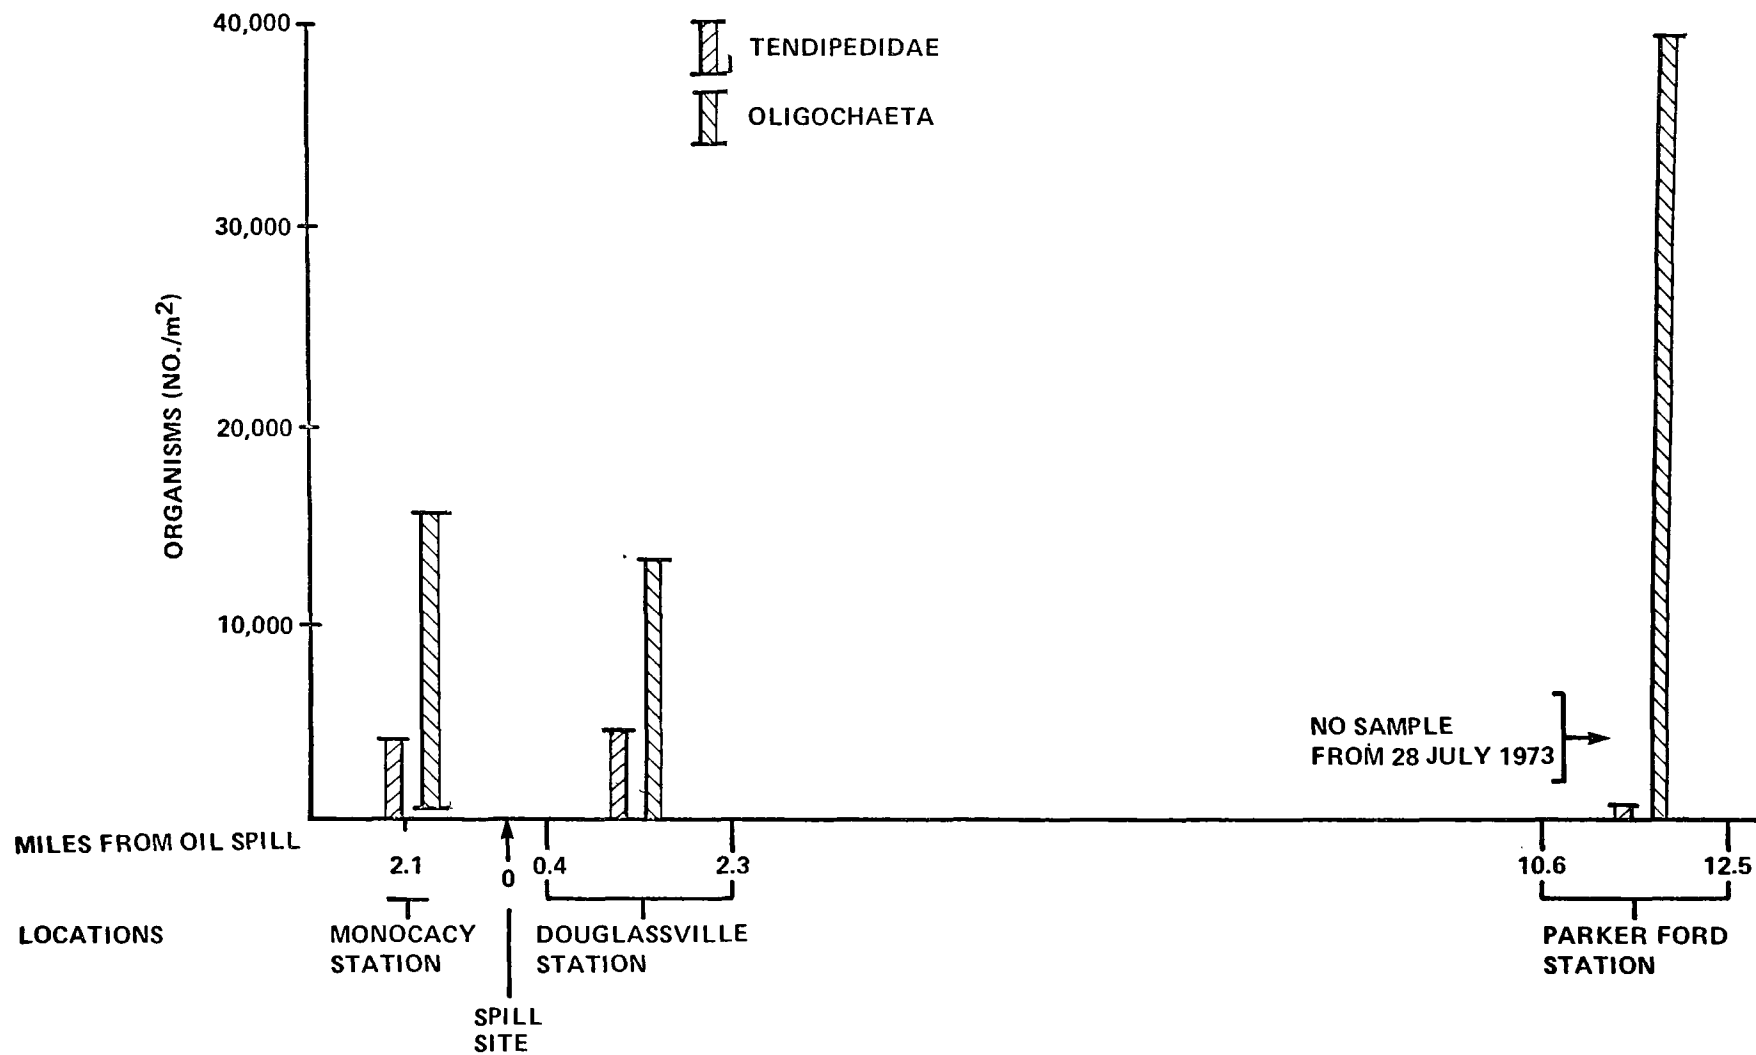 40,000
TENDIPEDIDAE
OLIGOCHAETA
30,000
20,000
10,000
ORGANISMS (NO./m²)
NO SAMPLE
FROM 28 JULY 1973
MILES FROM OIL SPILL
2.1
0
0.4
2.3
10.6
12.5
LOCATIONS
MONOCACY
STATION
DOUGLASSVILLE
STATION
PARKER FORD
STATION
SPILL
SITE